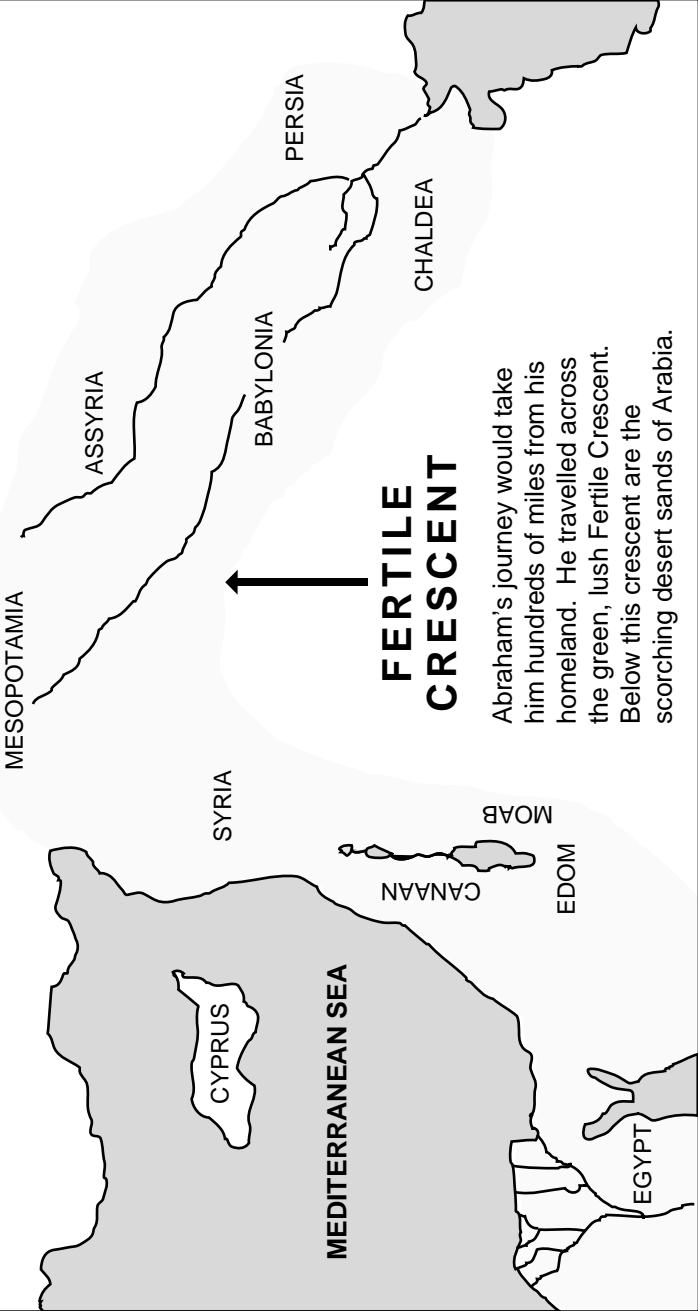 MESOPOTAMIA
ASSYRIA
PERSIA
SYRIA
BABYLONIA
CHALDEA
CYPRUS
MEDITERRANEAN SEA
CANAAN
MOAB
EDOM
EGYPT
FERTILE
CRESCENT
Abraham’s journey would take
him hundreds of miles from his
homeland.  He travelled across
the green, lush Fertile Crescent.
Below this crescent are the
scorching desert sands of Arabia.